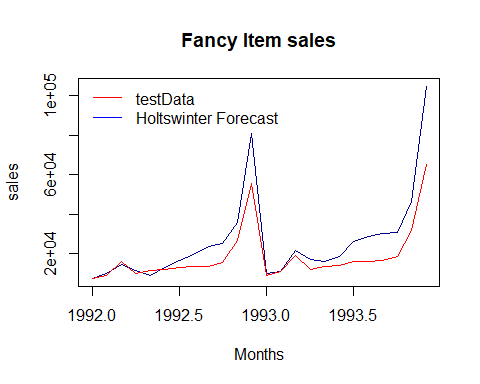 Fancy Item sales
1e+05
testData
Holtswinter Forecast
6e+04
sales
2e+04
1992.0 1992.5 1993.0 1993.5
Months